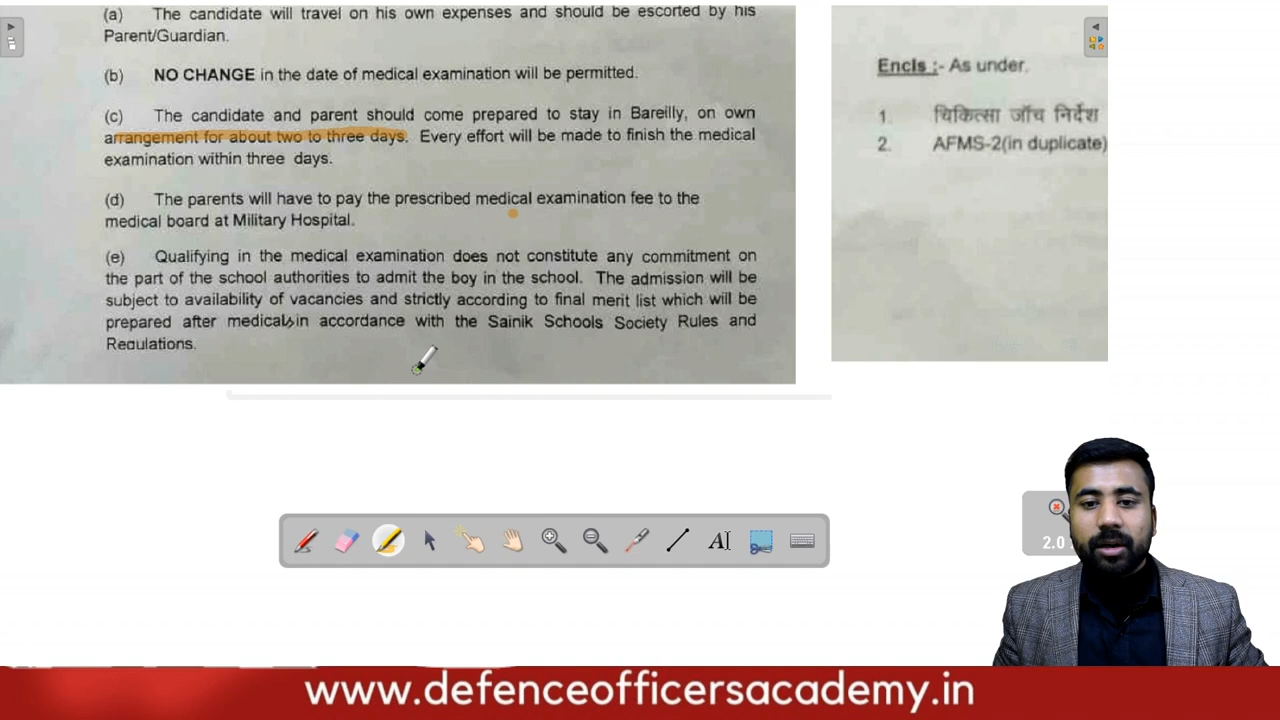 (a) The candidate will travel on his own expenses and should be escorted by his
Parent/Guardian.
(b) NO CHANGE in the date of medical examination will be permitted.
(c) The candidate and parent should come prepared to stay in Bareilly, on own
arrangement for about two to three days. Every effort will be made to finish the medical
examination within three days.
(d) The parents will have to pay the prescribed medical examination fee to the
medical board at Military Hospital.
(e) Qualifying in the medical examination does not constitute any commitment on
the part of the school authorities to admit the boy in the school. The admission will be
subject to availability of vacancies and strictly according to final merit list which will be
prepared after medical in accordance with the Sainik Schools Society Rules and
Regulations.
Encls :- As under.
1. चिकित्सा जाँच निर्देश
2. AFMS-2(in duplicate)
AI
2.0
www.defenceofficersacademy.in